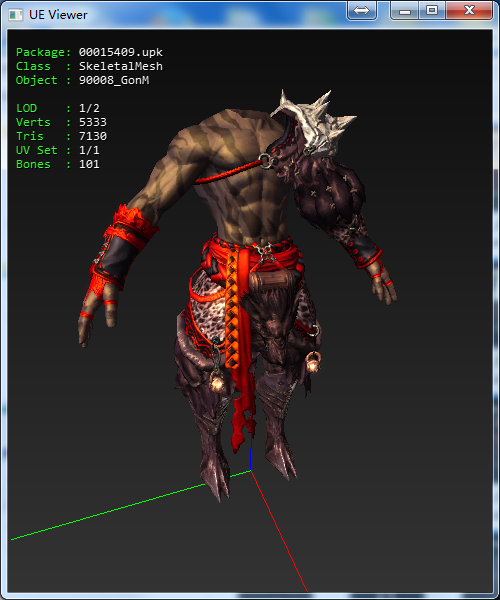 UE Viewer
Package: 00015409.upk
Class : SkeletalMesh
Object : 90008_GonM
LOD : 1/2
Verts : 5333
Tris : 7130
UV Set : 1/1
Bones : 101